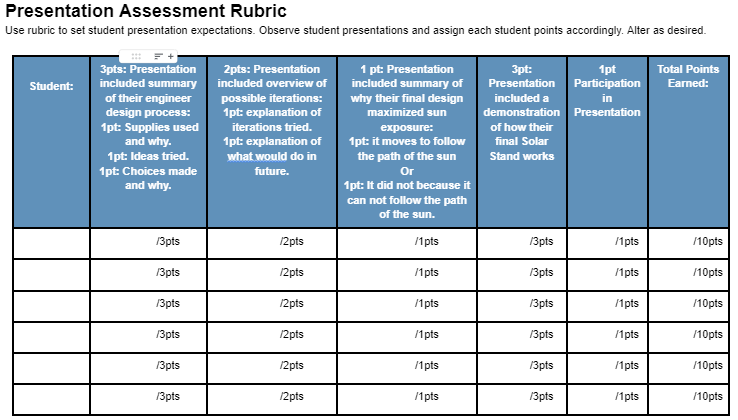 Presentation Assessment Rubric
Use rubric to set student presentation expectations. Observe student presentations and assign each student points accordingly. Alter as desired.
Student:
3pts: Presentation
included summary
of their engineer
design process:
1pt: Supplies used
and why.
1pt: Ideas tried.
1pt: Choices made
and why.
2pts: Presentation
included overview of
possible iterations:
1pt: explanation of
iterations tried.
1pt: explanation of
what would do in
future.
1 pt: Presentation
included summary of
why their final design
maximized sun
exposure:
1pt: it moves to follow
the path of the sun
Or
1pt: It did not because it
can not follow the path
of the sun.
3pt:
Presentation
included a
demonstration
of how their
final Solar
Stand works
1pt
Participation
in
Presentation
Total Points
Earned:
/3pts /2pts /1pts /3pts /1pts /10pts
/3pts /2pts /1pts /3pts /1pts /10pts
/3pts /2pts /1pts /3pts /1pts /10pts
/3pts /2pts /1pts /3pts /1pts /10pts
/3pts /2pts /1pts /3pts /1pts /10pts
/3pts /2pts /1pts /3pts /1pts /10pts